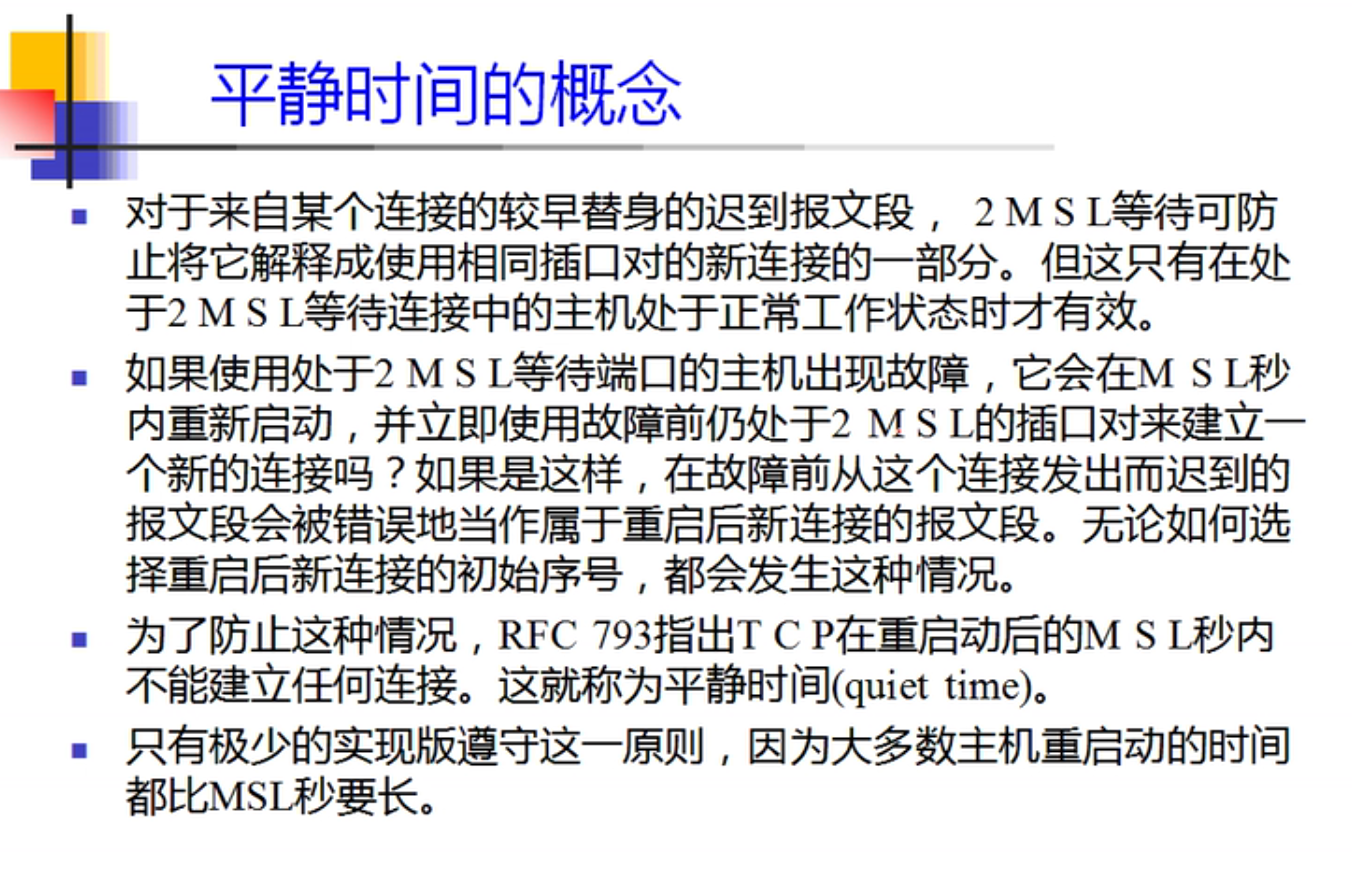 平静时间的概念
对于来自某个连接的较早替身的迟到报文段， 2 M S L等待可防
止将它解释成使用相同插口对的新连接的一部分。但这只有在处
于2 M S L等待连接中的主机处于正常工作状态时才有效。
如果使用处于2 M S L等待端口的主机出现故障，它会在M S L秒
内重新启动，并立即使用故障前仍处于2 M S L的插口对来建立一
个新的连接吗？如果是这样，在故障前从这个连接发出而迟到的
报文段会被错误地当作属于重启后新连接的报文段。无论如何选
择重启后新连接的初始序号，都会发生这种情况。
为了防止这种情况，RFC 793指出T C P在重启动后的M S L秒内
不能建立任何连接。这就称为平静时间(quiet time)。
只有极少的实现版遵守这一原则，因为大多数主机重启动的时间
都比MSL秒要长。